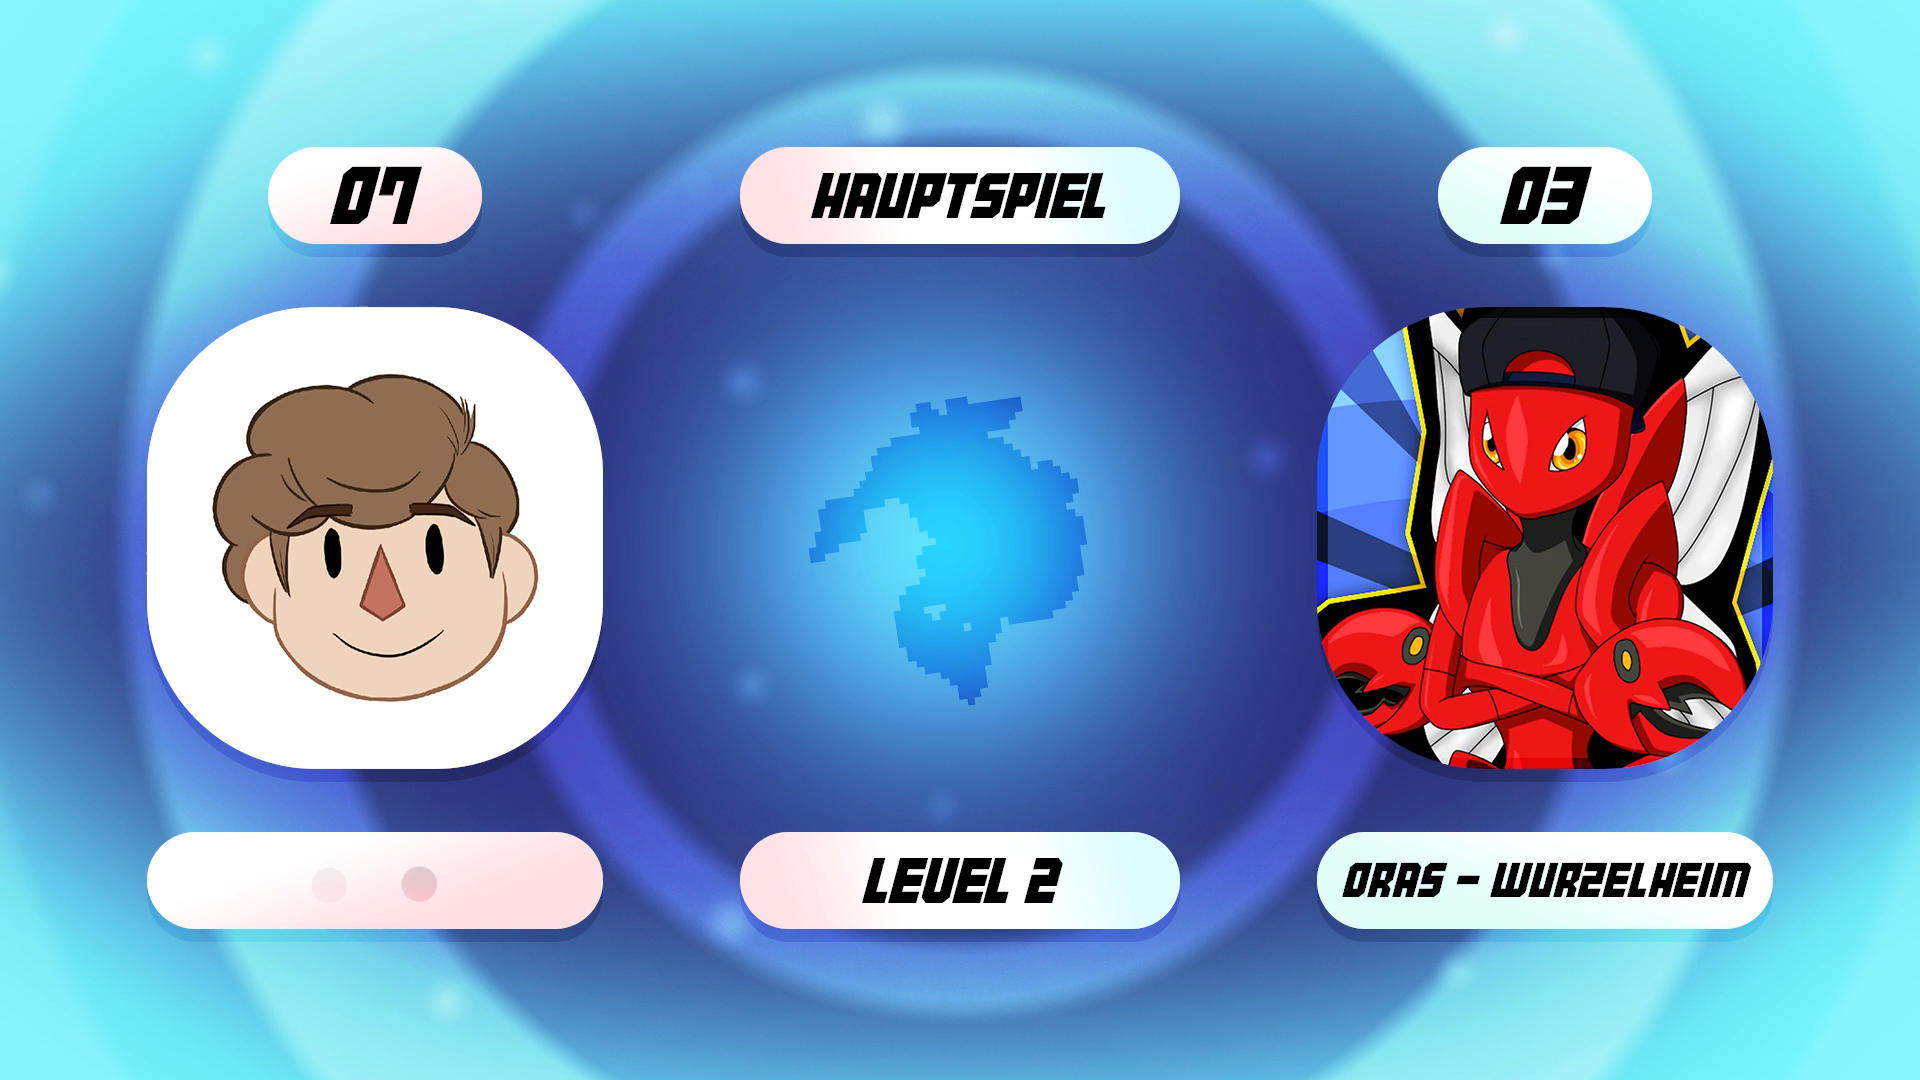 07
HAUPTSPIEL
03
LEVEL 2
ORAS - WURZELHEIM